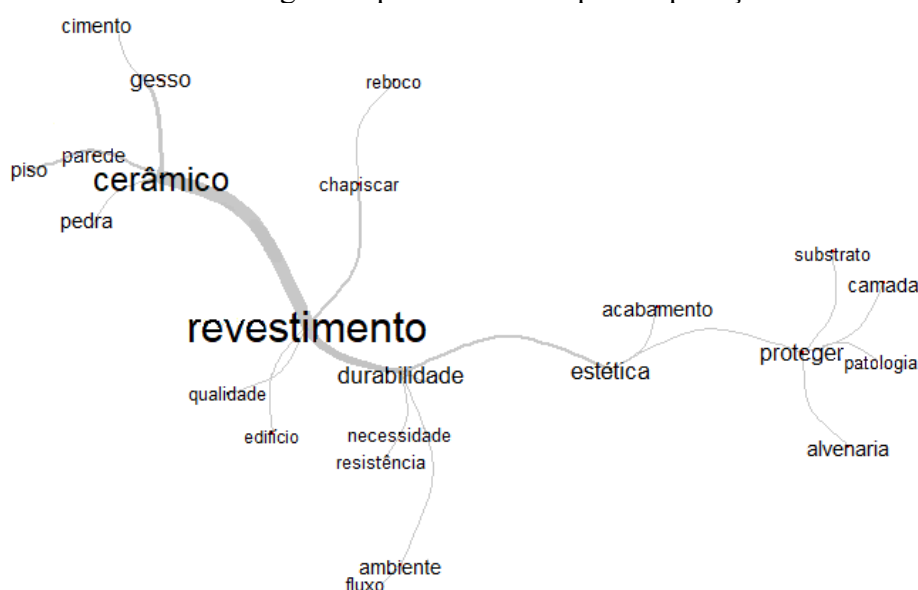 cimento
gesso
reboco
parede
piso
cerâmico
chapiscar
pedra
substrato
camada
acabamento
revestimento
proteger
patologia
durabilidade
estética
qualidade
edifício
necessidade
alvenaria
resistência
ambiente
fluxo